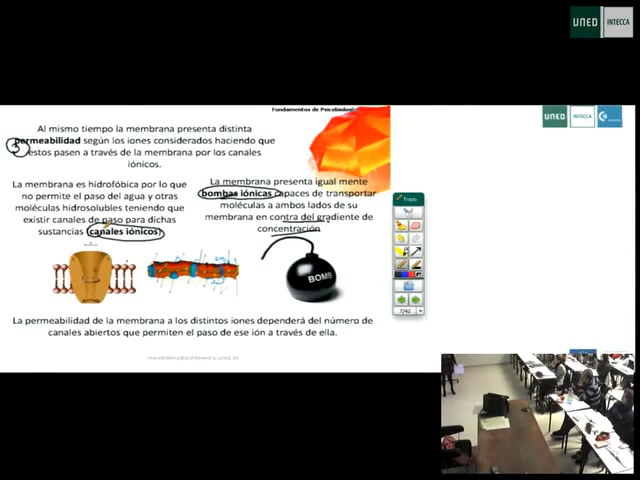 UNED
INTECCA
Fundamentos de Psicobiología
UNED
INTECCA
Al mismo tiempo la membrana presenta distinta
permeabilidad según los iones considerados haciendo que
estos pasen a través de la membrana por los canales
iónicos.
3
La membrana es hidrofóbica por lo que
no permite el paso del agua y otras
moléculas hidrosolubles teniendo que
existir canales de paso para dichas
sustancias (canales iónicos)
La membrana presenta igual mente
bombas iónicas capaces de transportar
moléculas a ambos lados de su
membrana en contra del gradiente de
concentración
Trazo
BOMB
7/42
La permeabilidad de la membrana a los distintos iones dependerá del número de
canales abiertos que permiten el paso de ese ión a través de ella.